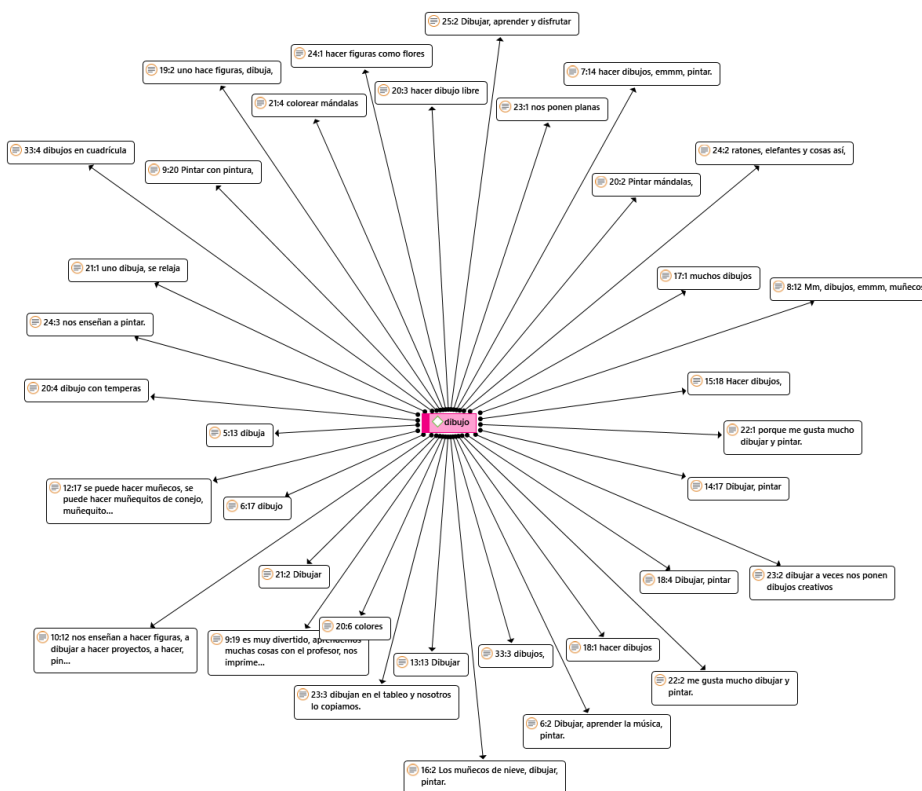 25:2 Dibujar, aprender y disfrutar
24:1 hacer figuras como flores
19:2 uno hace figuras, dibuja,
7:14 hacer dibujos, emmm, pintar.
20:3 hacer dibujo libre
21:4 colorear mándalas
23:1 nos ponen planas
33:4 dibujos en cuadrícula
24:2 ratones, elefantes y cosas así,
9:20 Pintar con pintura,
20:2 Pintar mándalas,
21:1 uno dibuja, se relaja
17:1 muchos dibujos
8:12 Mm, dibujos, emmm, muñecos
24:3 nos enseñan a pintar.
15:18 Hacer dibujos,
20:4 dibujo con temperas
dibujo
5:13 dibuja
22:1 porque me gusta mucho
dibujar y pintar.
12:17 se puede hacer muñecos, se
puede hacer muñequitos de conejo,
muñequito...
14:17 Dibujar, pintar
6:17 dibujo
21:2 Dibujar
18:4 Dibujar, pintar
23:2 dibujar a veces nos ponen
dibujos creativos
20:6 colores
10:12 nos enseñan a hacer figuras, a
dibujar a hacer proyectos, a hacer,
pin...
9:19 es muy divertido, aprendemos
muchas cosas con el profesor, nos
imprime...
33:3 dibujos,
18:1 hacer dibujos
13:13 Dibujar
22:2 me gusta mucho dibujar y
pintar.
23:3 dibujan en el tableo y nosotros
lo copiamos.
6:2 Dibujar, aprender la música,
pintar.
16:2 Los muñecos de nieve, dibujar,
pintar.